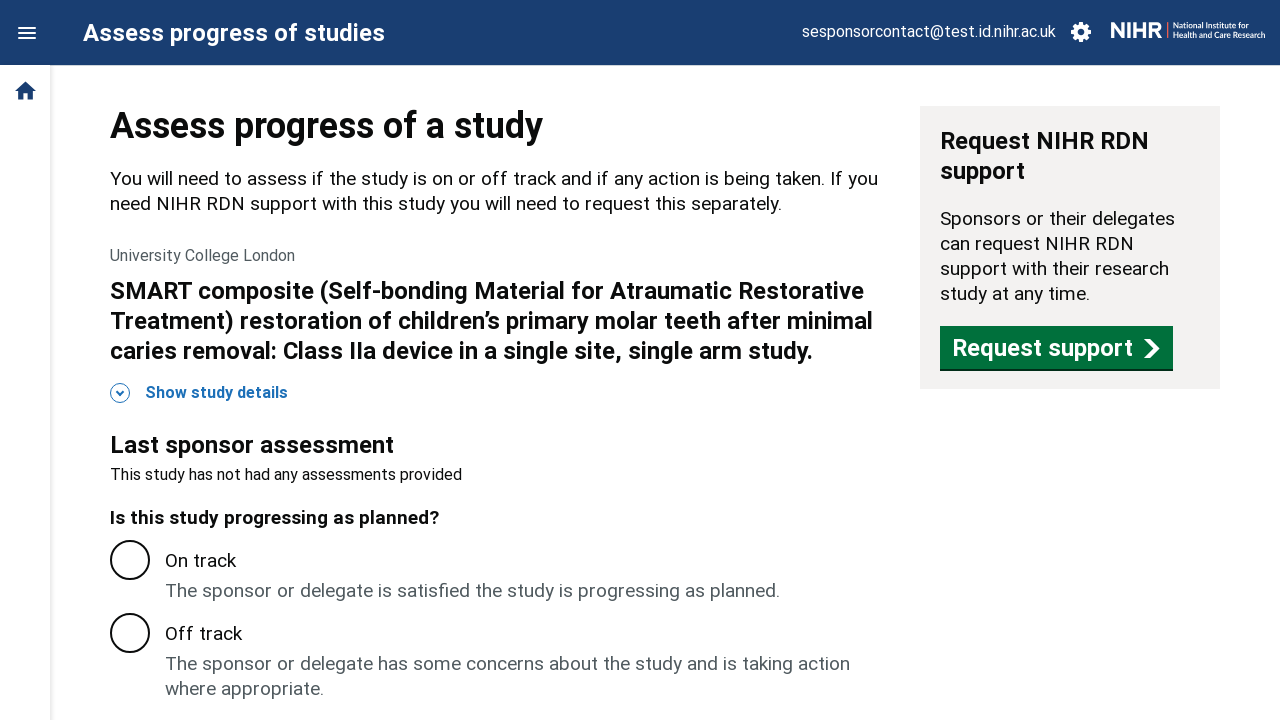 Assess progress of studies
sesponsorcontact@test.id.nihr.ac.uk
NIHR | National Institute for
Health and Care Research
Assess progress of a study
You will need to assess if the study is on or off track and if any action is being taken. If you
need NIHR RDN support with this study you will need to request this separately.
University College London
SMART composite (Self-bonding Material for Atraumatic Restorative
Treatment) restoration of children’s primary molar teeth after minimal
caries removal: Class IIa device in a single site, single arm study.
Show study details
Last sponsor assessment
This study has not had any assessments provided
Is this study progressing as planned?
On track
The sponsor or delegate is satisfied the study is progressing as planned.
Off track
The sponsor or delegate has some concerns about the study and is taking action
where appropriate.
Request NIHR RDN
support
Sponsors or their delegates
can request NIHR RDN
support with their research
study at any time.
Request support